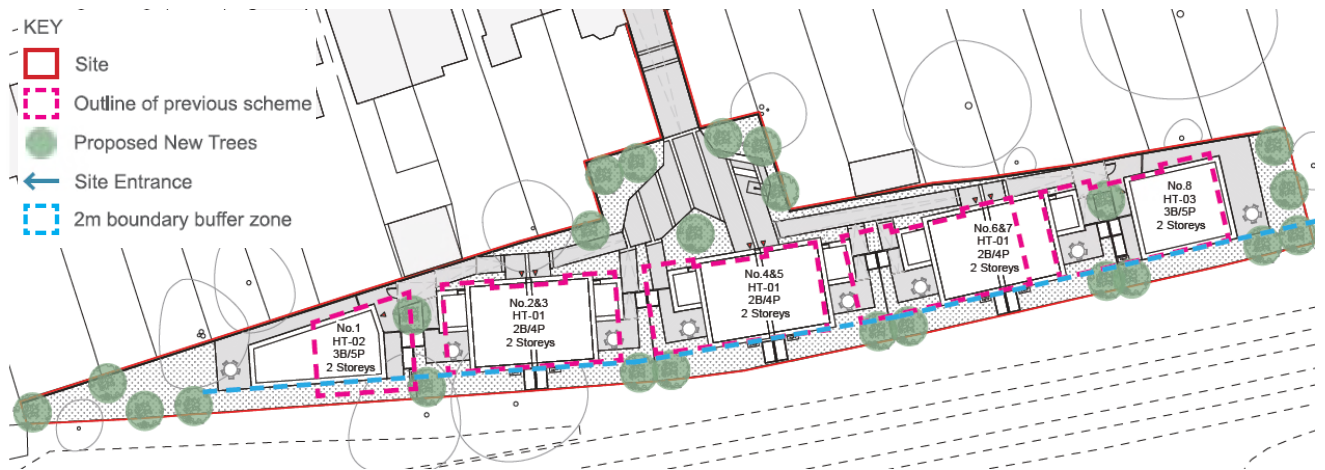 KEY
Site
Outline of previous scheme
Proposed New Trees
Site Entrance
2m boundary buffer zone
No.1
HT-02
3B/5P
2 Storeys
No.2&3
HT-01
2B/4P
2 Storeys
No.4&5
HT-01
2B/4P
2 Storeys
No.6&7
HT-01
2B/4P
2 Storeys
No.8
HT-03
3B/5P
2 Storeys